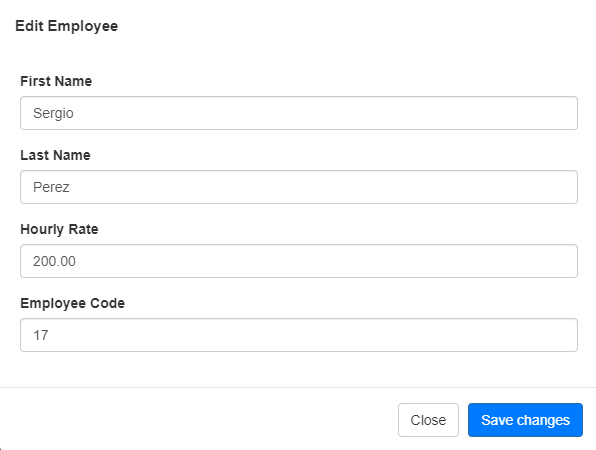 Edit Employee
First Name
Sergio
Last Name
Perez
Hourly Rate
200.00
Employee Code
17
Close Save changes